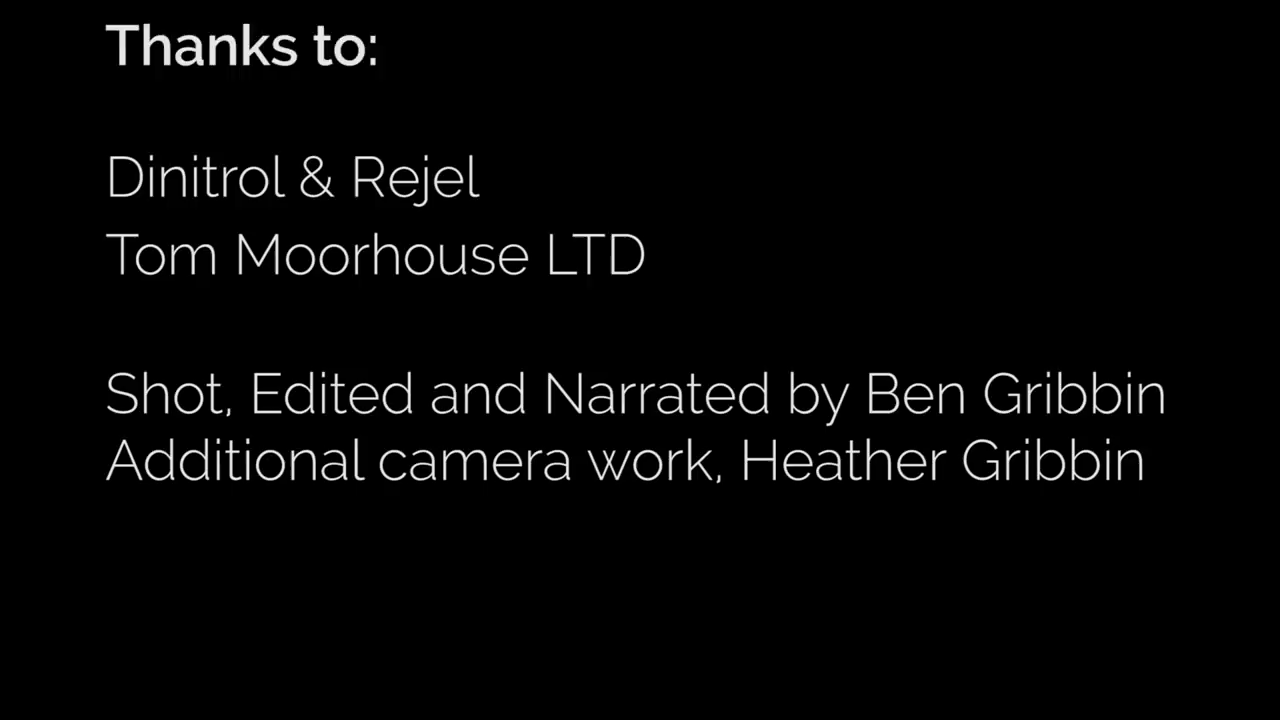 Thanks to:
Dinitrol & Rejel
Tom Moorhouse LTD
Shot, Edited and Narrated by Ben Gribbin
Additional camera work, Heather Gribbin